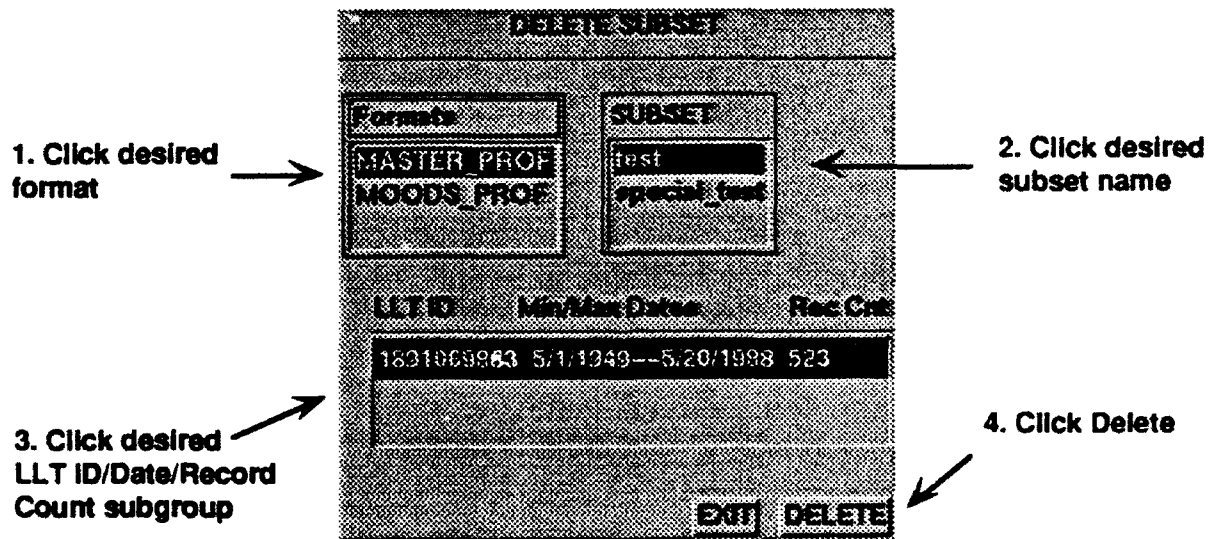 DELETE SUBSET
Formats
MASTER_PROF
MOODS_PROF
SUBSET
test
special_test
1. Click desired
format
2. Click desired
subset name
LLT ID Min/Max Dates Rec Cnt
5/1/1949--5/20/1998 523
3. Click desired
LLT ID/Date/Record
Count subgroup
4. Click Delete
EXIT DELETE